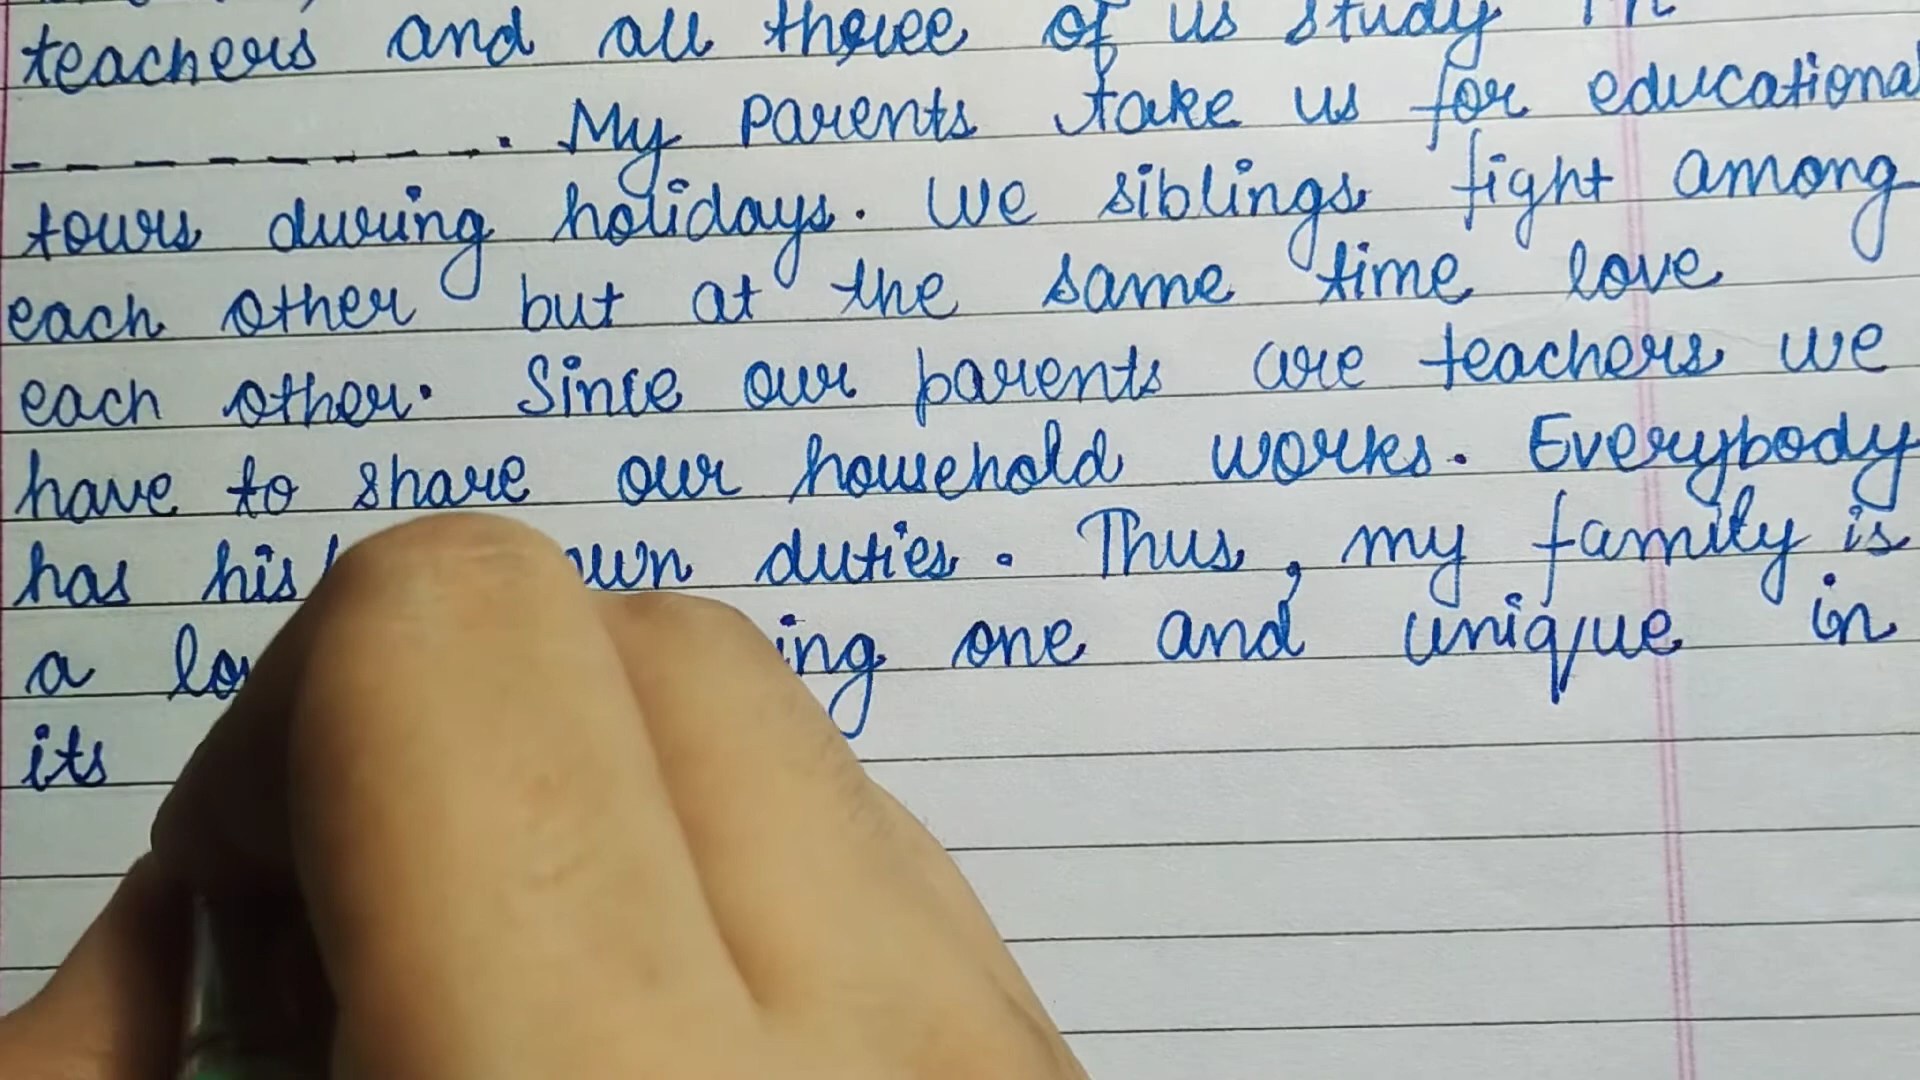 teachers and all three of us study in
__________. My parents take us for educational
tours during holidays. We siblings fight among
each other but at the same time love
each other. Since our parents are teachers we
have to share our household works. Everybody
has his own duties. Thus, my family is
a one and unique in
its